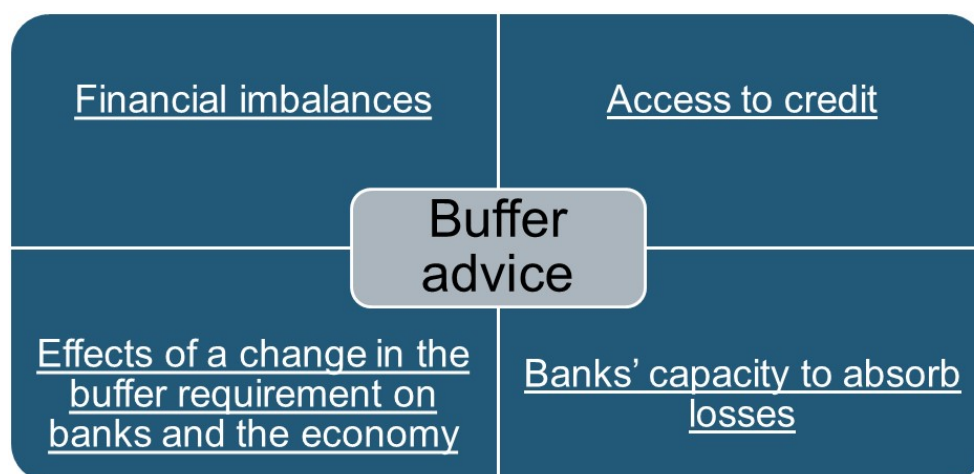 Financial imbalances
Access to credit
Buffer
advice
Effects of a change in the
buffer requirement on
banks and the economy
Banks’ capacity to absorb
losses